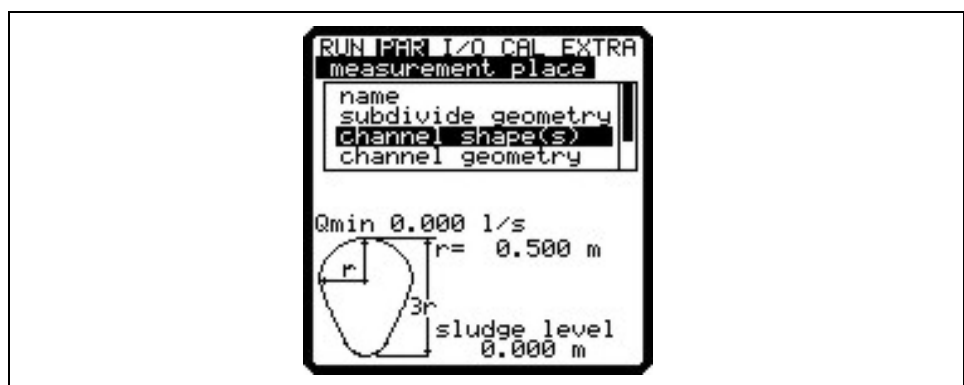 RUN PAR I/O CAL EXTRA
measurement place
name
subdivide geometry
channel shape(s)
channel geometry
Qmin 0.000 l/s
r= 0.500 m
r
3r
sludge level
0.000 m